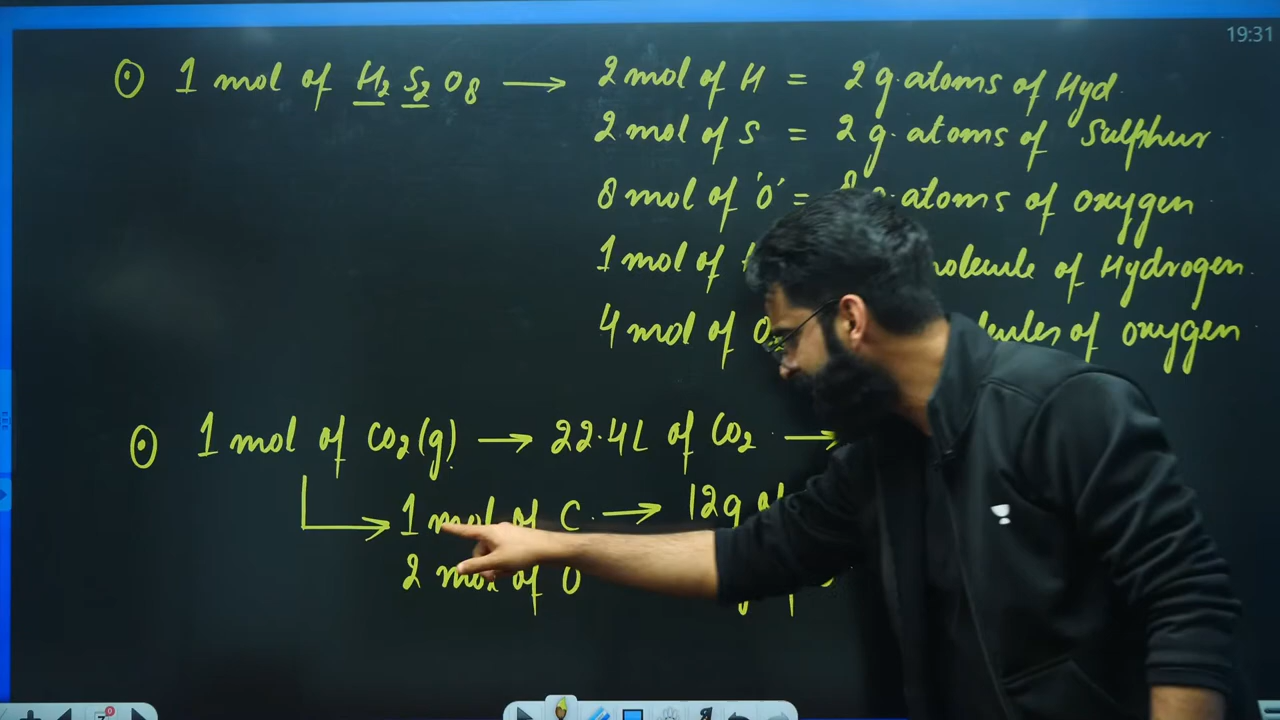 19:31
⊙ 1 mol of H2 S2 O8 → 2 mol of H = 2 g.atoms of Hyd.
2 mol of S = 2 g. atoms of Sulphur
8 mol of 'O' = 8 g. atoms of oxygen
1 mol of molecule of Hydrogen.
4 mol of of oxygen
⊙ 1 mol of CO2(g) → 22.4L of CO2 →
1 mol of C. → 12g of
2 mol of O